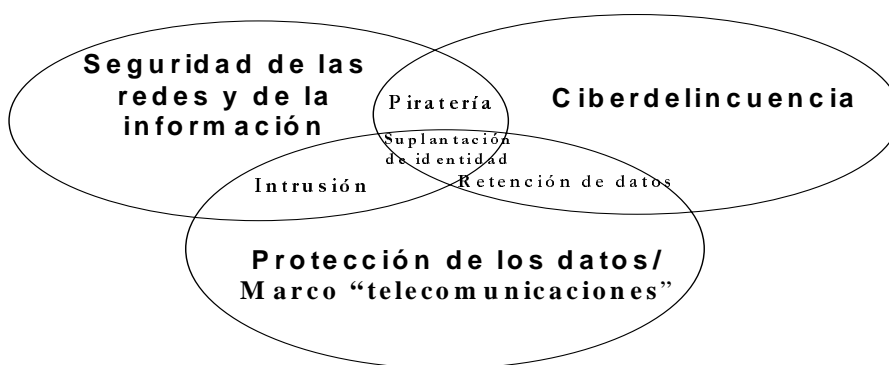 Seguridad de las
redes y de la
información
Piratería
Ciberdelincuencia
Suplantación
de identidad
Intrusión
Retención de datos
Protección de los datos/
Marco “telecomunicaciones”